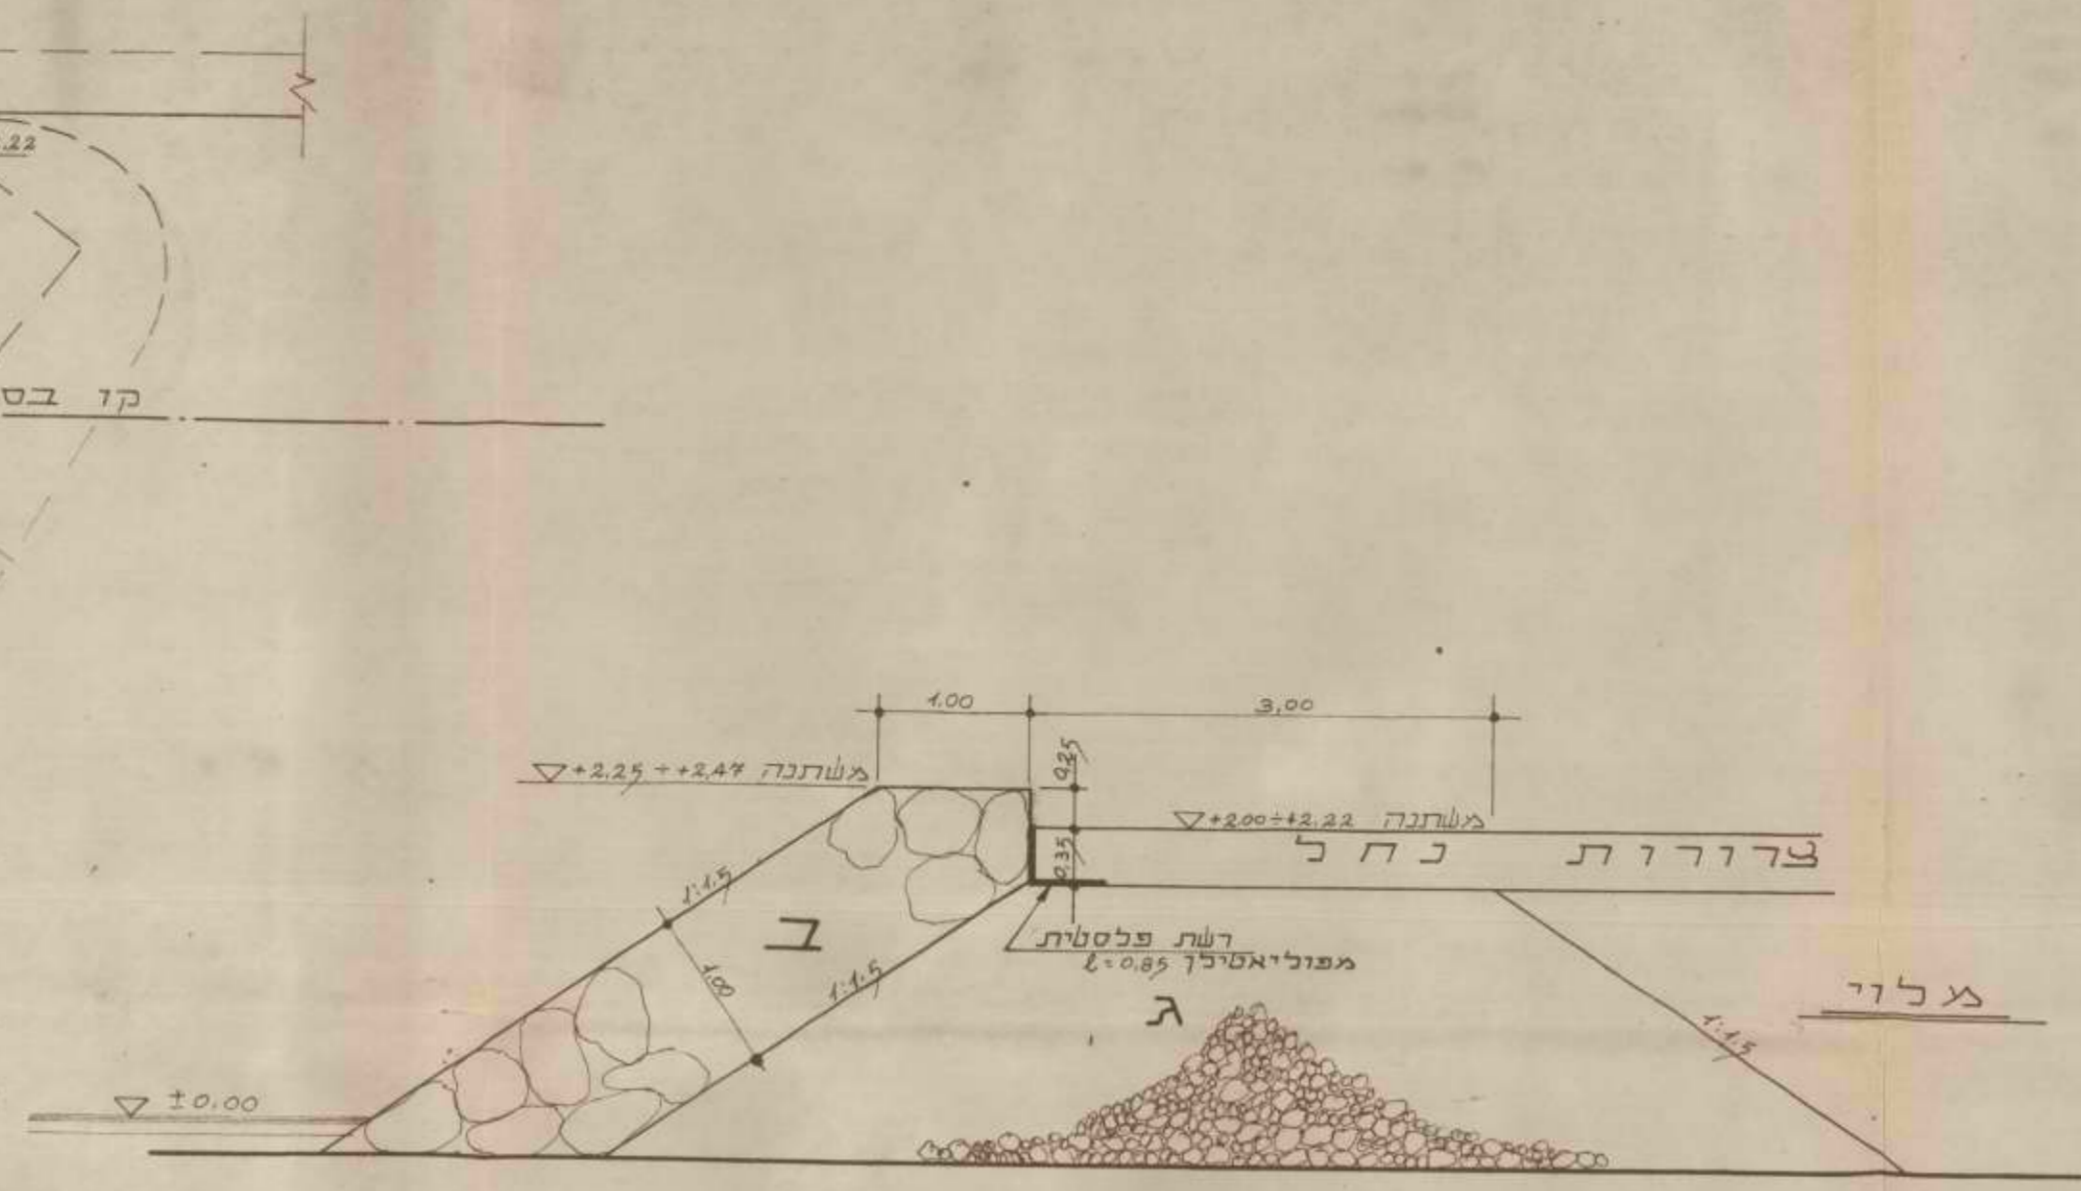 .22
קו בס
1.00
3,00
0,25
משתנה +2,25 ÷ +2,47
משתנה +2,00÷+2.22
צרורות נחל
0,35
1:1.5
ב
1,00
1:1.5
רשת פלסטית
מפוליאטילן l=0,85
ג
מלוי
1:1.5
±0.00